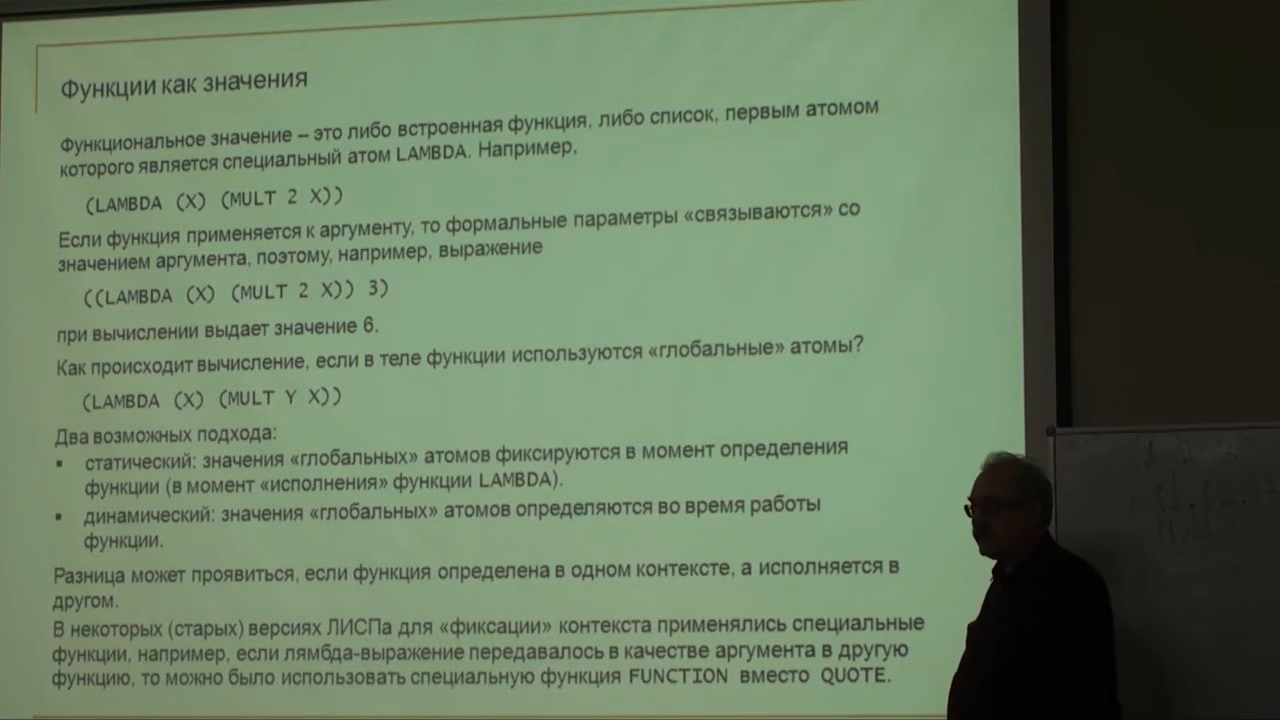 Функции как значения
Функциональное значение – это либо встроенная функция, либо список, первым атомом
которого является специальный атом LAMBDA. Например,
(LAMBDA (X) (MULT 2 X))
Если функция применяется к аргументу, то формальные параметры «связываются» со
значением аргумента, поэтому, например, выражение
((LAMBDA (X) (MULT 2 X)) 3)
при вычислении выдает значение 6.
Как происходит вычисление, если в теле функции используются «глобальные» атомы?
(LAMBDA (X) (MULT Y X))
Два возможных подхода:
▪ статический: значения «глобальных» атомов фиксируются в момент определения
функции (в момент «исполнения» функции LAMBDA).
▪ динамический: значения «глобальных» атомов определяются во время работы
функции.
Разница может проявиться, если функция определена в одном контексте, а исполняется в
другом.
В некоторых (старых) версиях ЛИСПа для «фиксации» контекста применялись специальные
функции, например, если лямбда-выражение передавалось в качестве аргумента в другую
функцию, то можно было использовать специальную функция FUNCTION вместо QUOTE.